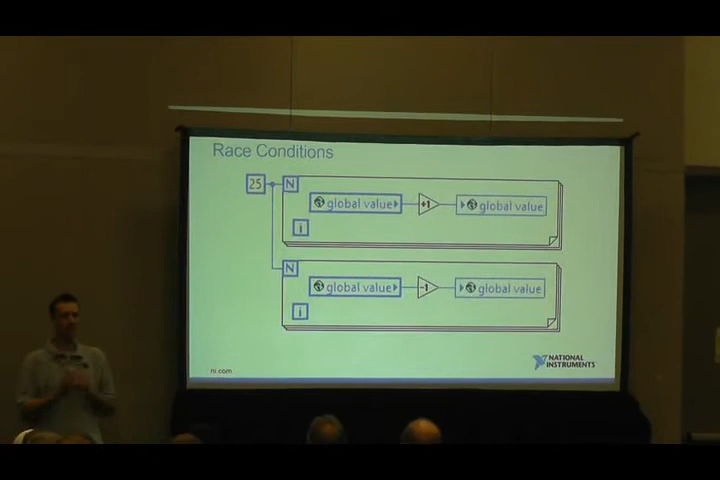 Race Conditions
25
N
global value
+1
global value
i
N
global value
-1
global value
i
ni.com
NATIONAL
INSTRUMENTS